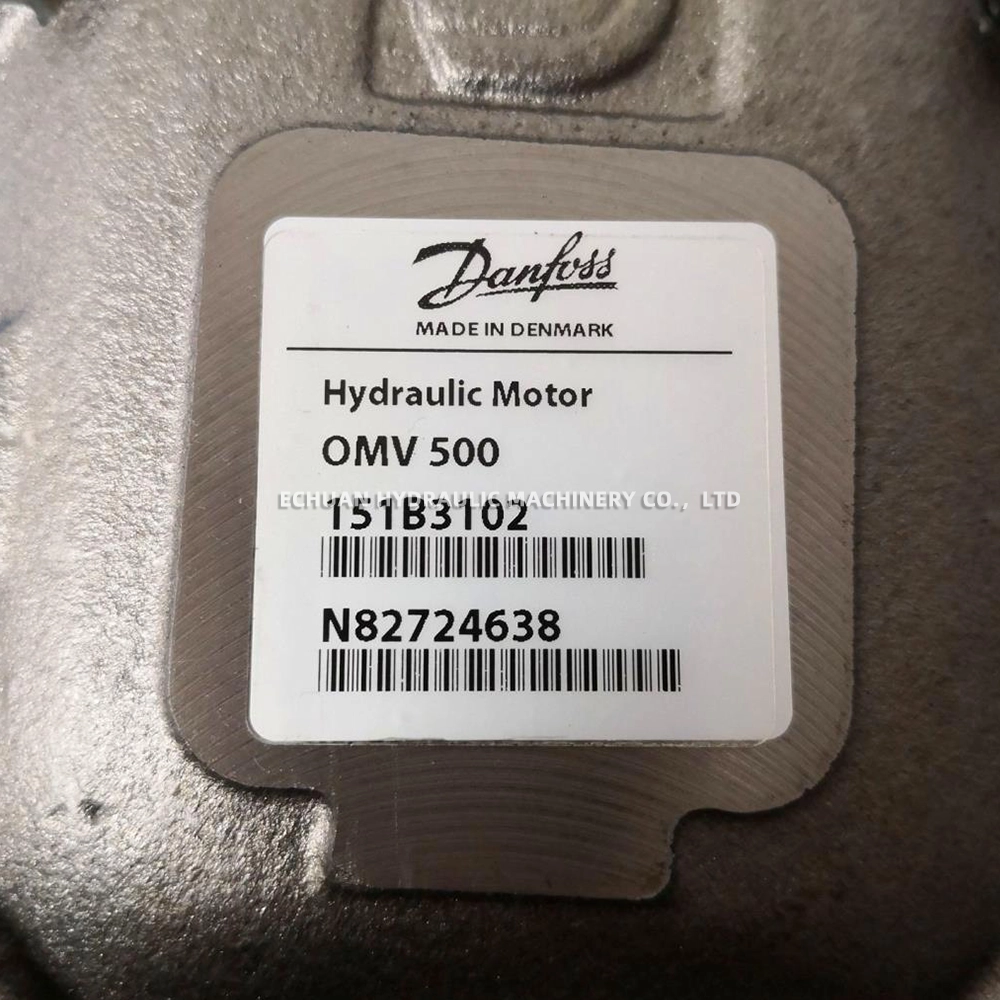 Danfoss
MADE IN DENMARK
Hydraulic Motor
OMV 500
ECHUAN HYDRAULIC MACHINERY CO., LTD
151B3102
N82724638